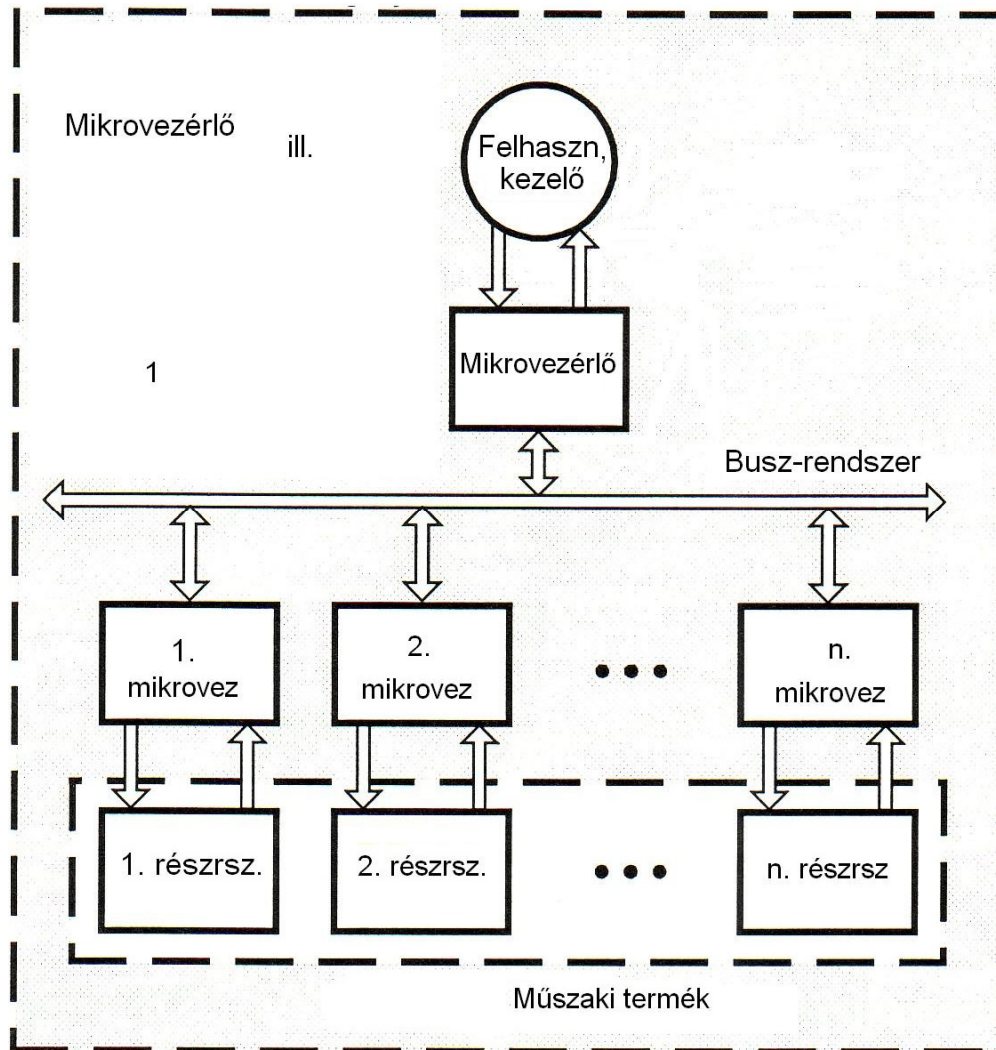 Mikrovezérlő
ill.
Felhaszn,
kezelő
1
Mikrovezérlő
Busz-rendszer
1.
mikrovez
2.
mikrovez
n.
mikrovez
1. részrsz.
2. részrsz.
n. részrsz
Műszaki termék